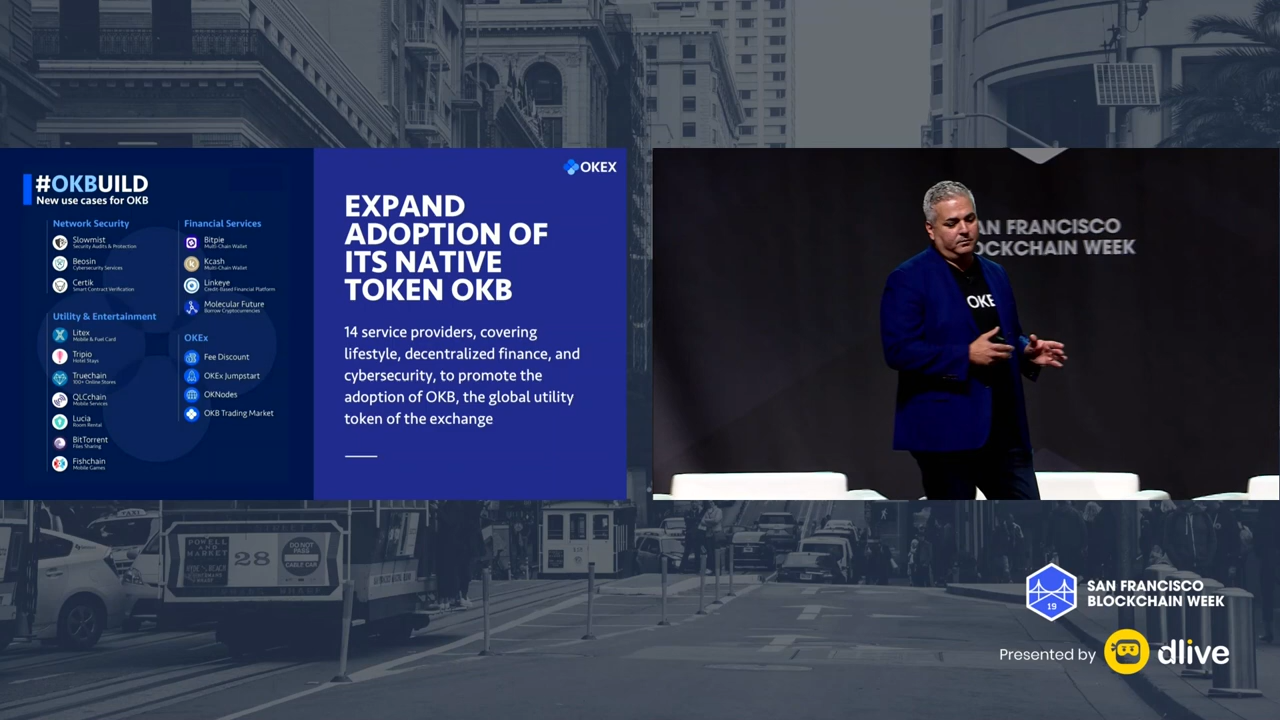 #OKBUILD
New use cases for OKB
Network Security
Slowmist
Security Audits & Protection
Beosin
Cybersecurity Services
Certik
Smart Contract Verification
Utility & Entertainment
Litex
Mobile & Fuel Card
Tripio
Hotel Stays
Truechain
100+ Online Stores
QLCchain
Mobile Services
Lucia
Room Rental
BitTorrent
Files Sharing
Fishchain
Mobile Games
Financial Services
Bitpie
Multi-Chain Wallet
Kcash
Multi-Chain Wallet
Linkeye
Credit Based Financial Platform
Molecular Future
Borrow Cryptocurrencies
OKEx
Fee Discount
OKEx Jumpstart
OKNodes
OKB Trading Market
OKEX
EXPAND
ADOPTION OF
ITS NATIVE
TOKEN OKB
14 service providers, covering
lifestyle, decentralized finance, and
cybersecurity, to promote the
adoption of OKB, the global utility
token of the exchange
AN FRANCISCO
OCKCHAIN WEEK
OKE
TAXI
POWELL
AND
MARKET
28
DO NOT
PASS
CABLE CAR
19
SAN FRANCISCO
BLOCKCHAIN WEEK
Presented by
dlive